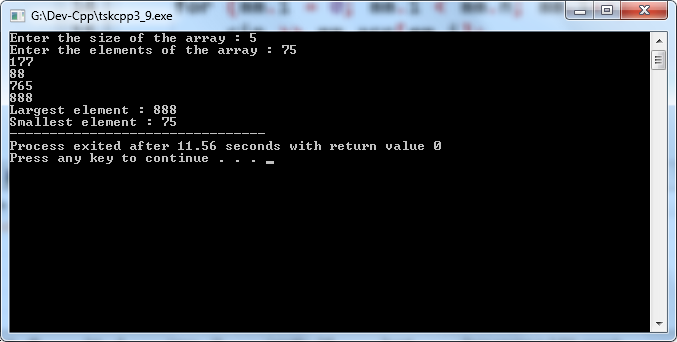 G:\Dev-Cpp\tskcpp3_9.exe
Enter the size of the array : 5
Enter the elements of the array : 75
177
88
765
888
Largest element : 888
Smallest element : 75
--------------------------------
Process exited after 11.56 seconds with return value 0
Press any key to continue . . . _